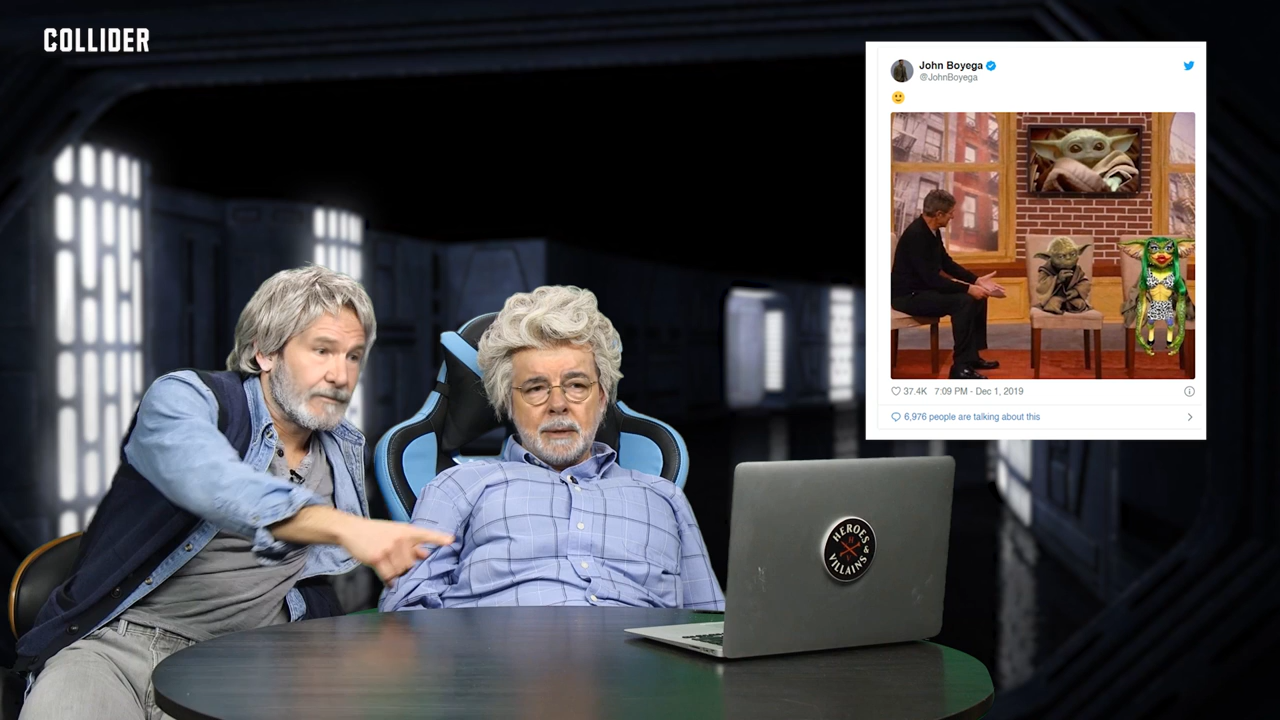 COLLIDER
John Boyega
@JohnBoyega
37.4K 7:09 PM - Dec 1, 2019
6,976 people are talking about this
HEROES
&
VILLAINS